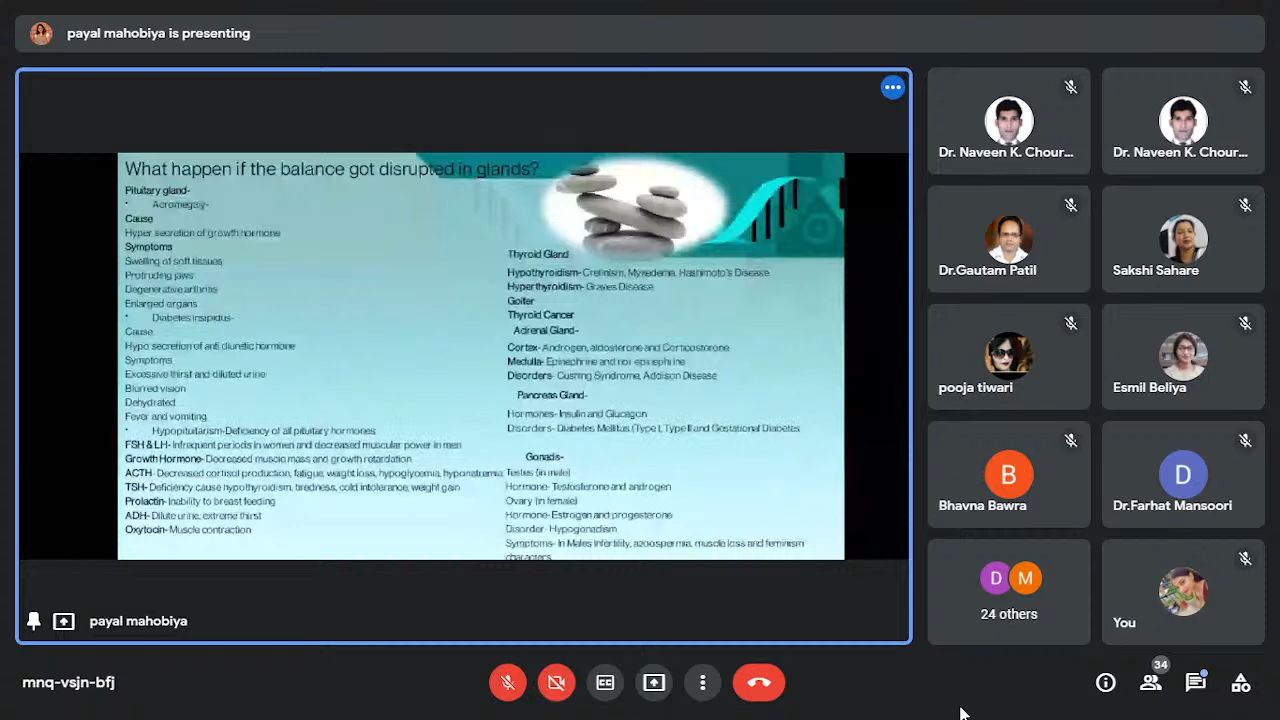 payal mahobiya is presenting
What happen if the balance got disrupted in glands?
Pituitary gland-
• Acromegaly-
Cause
Hyper secretion of growth hormone
Symptoms
Swelling of soft tissues
Protruding jaws
Degenerative arthritis
Enlarged organs
• Diabetes insipidus-
Cause
Hypo secretion of anti diuretic hormone
Symptoms
Excessive thirst and diluted urine
Blurred vision
Dehydrated
Fever and vomiting
• Hypopituitarism-Deficiency of all pituitary hormones
FSH & LH- Infrequent periods in women and decreased muscular power in men
Growth Hormone- Decreased muscle mass and growth retardation
ACTH- Decreased cortisol production, fatigue, weight loss, hypoglycemia, hyponatremia
TSH- Deficiency cause hypothyroidism, tiredness, cold intolerance, weight gain
Prolactin- Inability to breast feeding
ADH- Dilute urine, extreme thirst
Oxytocin- Muscle contraction
Thyroid Gland
Hypothyroidism- Cretinism, Myxedema, Hashimoto's Disease
Hyperthyroidism- Graves Disease
Goiter
Thyroid Cancer
Adrenal Gland-
Cortex- Androgen, aldosterone and Corticosterone
Medulla- Epinephrine and nor epinephrine
Disorders- Cushing Syndrome, Addison Disease
Pancreas Gland-
Hormones- Insulin and Glucagon
Disorders- Diabetes Mellitus (Type I, Type II and Gestational Diabetes
Gonads-
Testes (in male)
Hormone- Testosterone and androgen
Ovary (in female)
Hormone- Estrogen and progesterone
Disorder- Hypogonadism
Symptoms- In Males Infertility, azoospermia, muscle loss and feminism
characters
payal mahobiya
Dr. Naveen K. Chour...
Dr. Naveen K. Chour...
Dr.Gautam Patil
Shalini Sahare
pooja tiwari
Esmil Beliya
B
Bhavna Bawra
D
Dr.Farhat Mansoori
D M
24 others
You
mnq-vsjn-bfj
CC
34